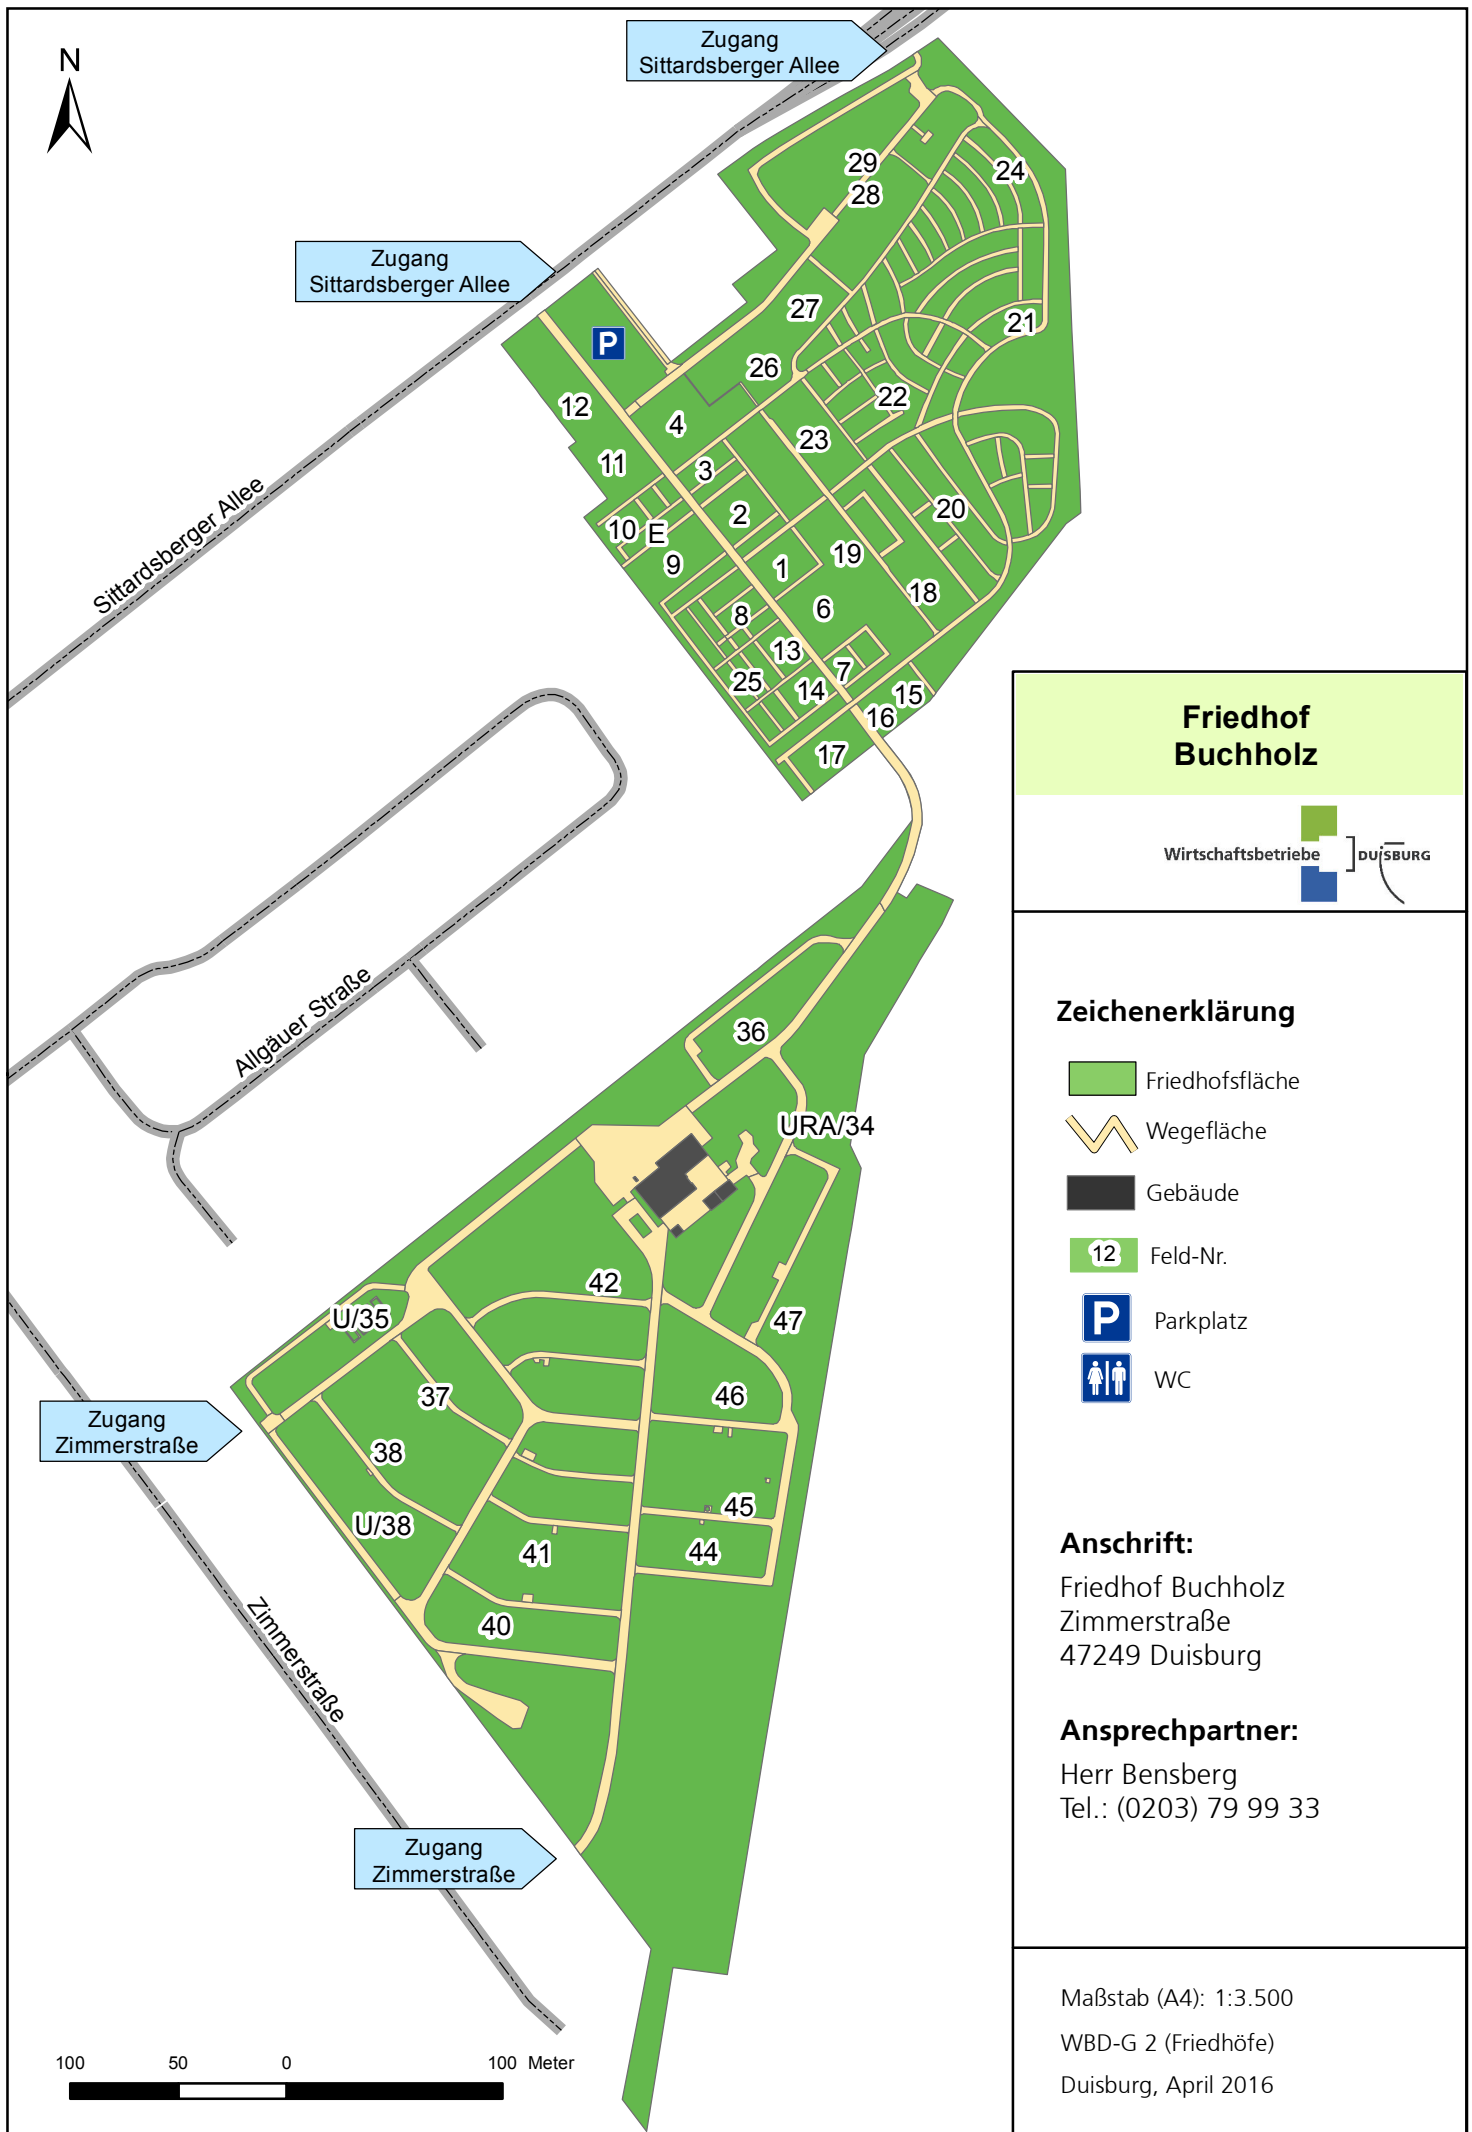 N
Zugang
Sittardsberger Allee
Zugang
Sittardsberger Allee
P
29
28
24
27
21
26
22
12
4
23
11
3
10
E
2
20
9
1
19
8
6
18
13
7
25
14
15
16
17
Sittardsberger Allee
Allgäuer Straße
36
URA/34
42
U/35
47
37
46
38
45
U/38
41
44
40
Zugang
Zimmerstraße
Zimmerstraße
Zugang
Zimmerstraße
100 50 0 100 Meter
Friedhof
Buchholz
Wirtschaftsbetriebe DUISBURG
Zeichenerklärung
Friedhofsfläche
Wegefläche
Gebäude
12 Feld-Nr.
P Parkplatz
WC
Anschrift:
Friedhof Buchholz
Zimmerstraße
47249 Duisburg
Ansprechpartner:
Herr Bensberg
Tel.: (0203) 79 99 33
Maßstab (A4): 1:3.500
WBD-G 2 (Friedhöfe)
Duisburg, April 2016